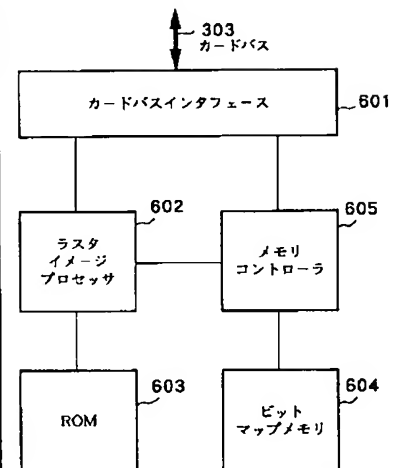 303
カードバス
カードバスインタフェース
601
602
ラスタ
イメージ
プロセッサ
605
メモリ
コントローラ
603
ROM
604
ビット
マップメモリ